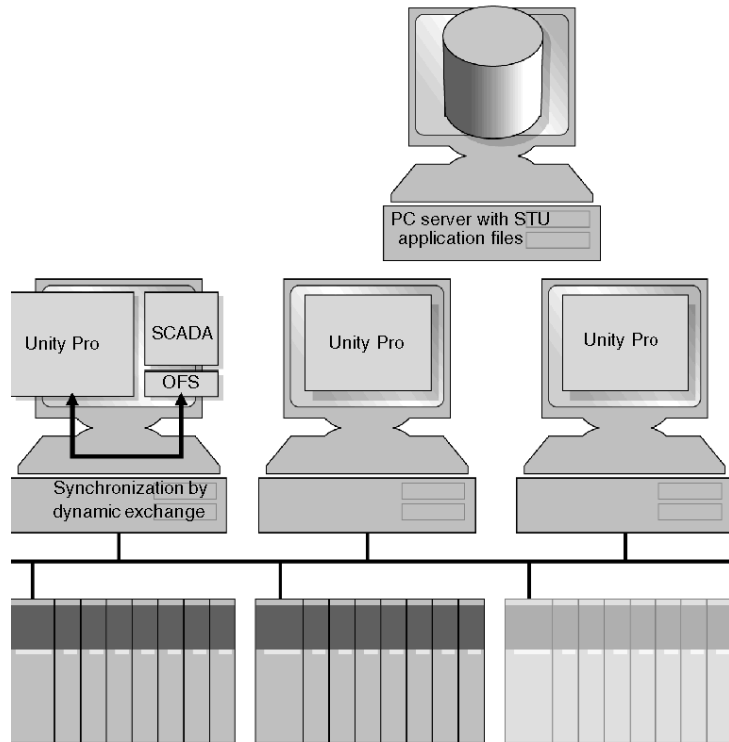 PC server with STU
application files
Unity Pro
SCADA
OFS
Synchronization by
dynamic exchange
Unity Pro
Unity Pro